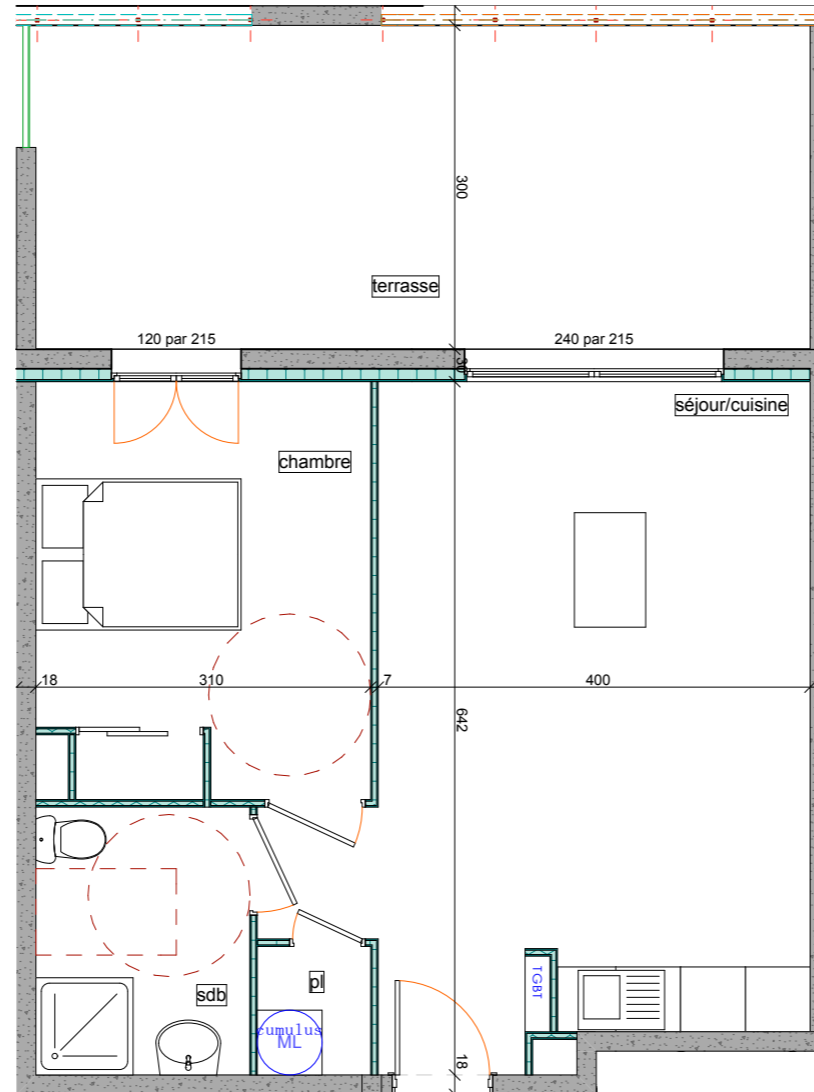 300
terrasse
120 par 215
240 par 215
30
séjour/cuisine
chambre
18
310
7
400
642
TGBT
sdb
pl
cumulus
ML
18